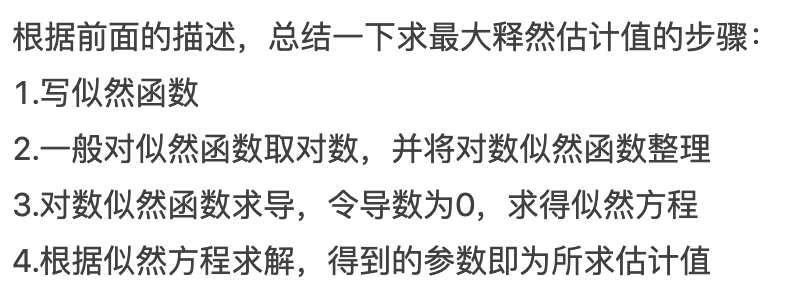 根据前面的描述，总结一下求最大释然估计值的步骤：
1.写似然函数
2.一般对似然函数取对数，并将对数似然函数整理
3.对数似然函数求导，令导数为0，求得似然方程
4.根据似然方程求解，得到的参数即为所求估计值